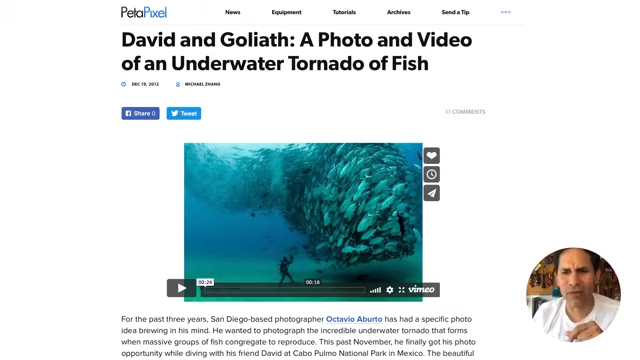 PetaPixel
News Equipment Tutorials Archives Send a Tip
David and Goliath: A Photo and Video
of an Underwater Tornado of Fish
DEC 19, 2012 MICHAEL ZHANG
Share 0 Tweet
11 COMMENTS
00:24 00:16
vimeo
For the past three years, San Diego-based photographer Octavio Aburto has had a specific photo
idea brewing in his mind. He wanted to photograph the incredible underwater tornado that forms
when massive groups of fish congregate to reproduce. This past November, he finally got his photo
opportunity while diving with his friend David at Cabo Pulmo National Park in Mexico. The beautiful